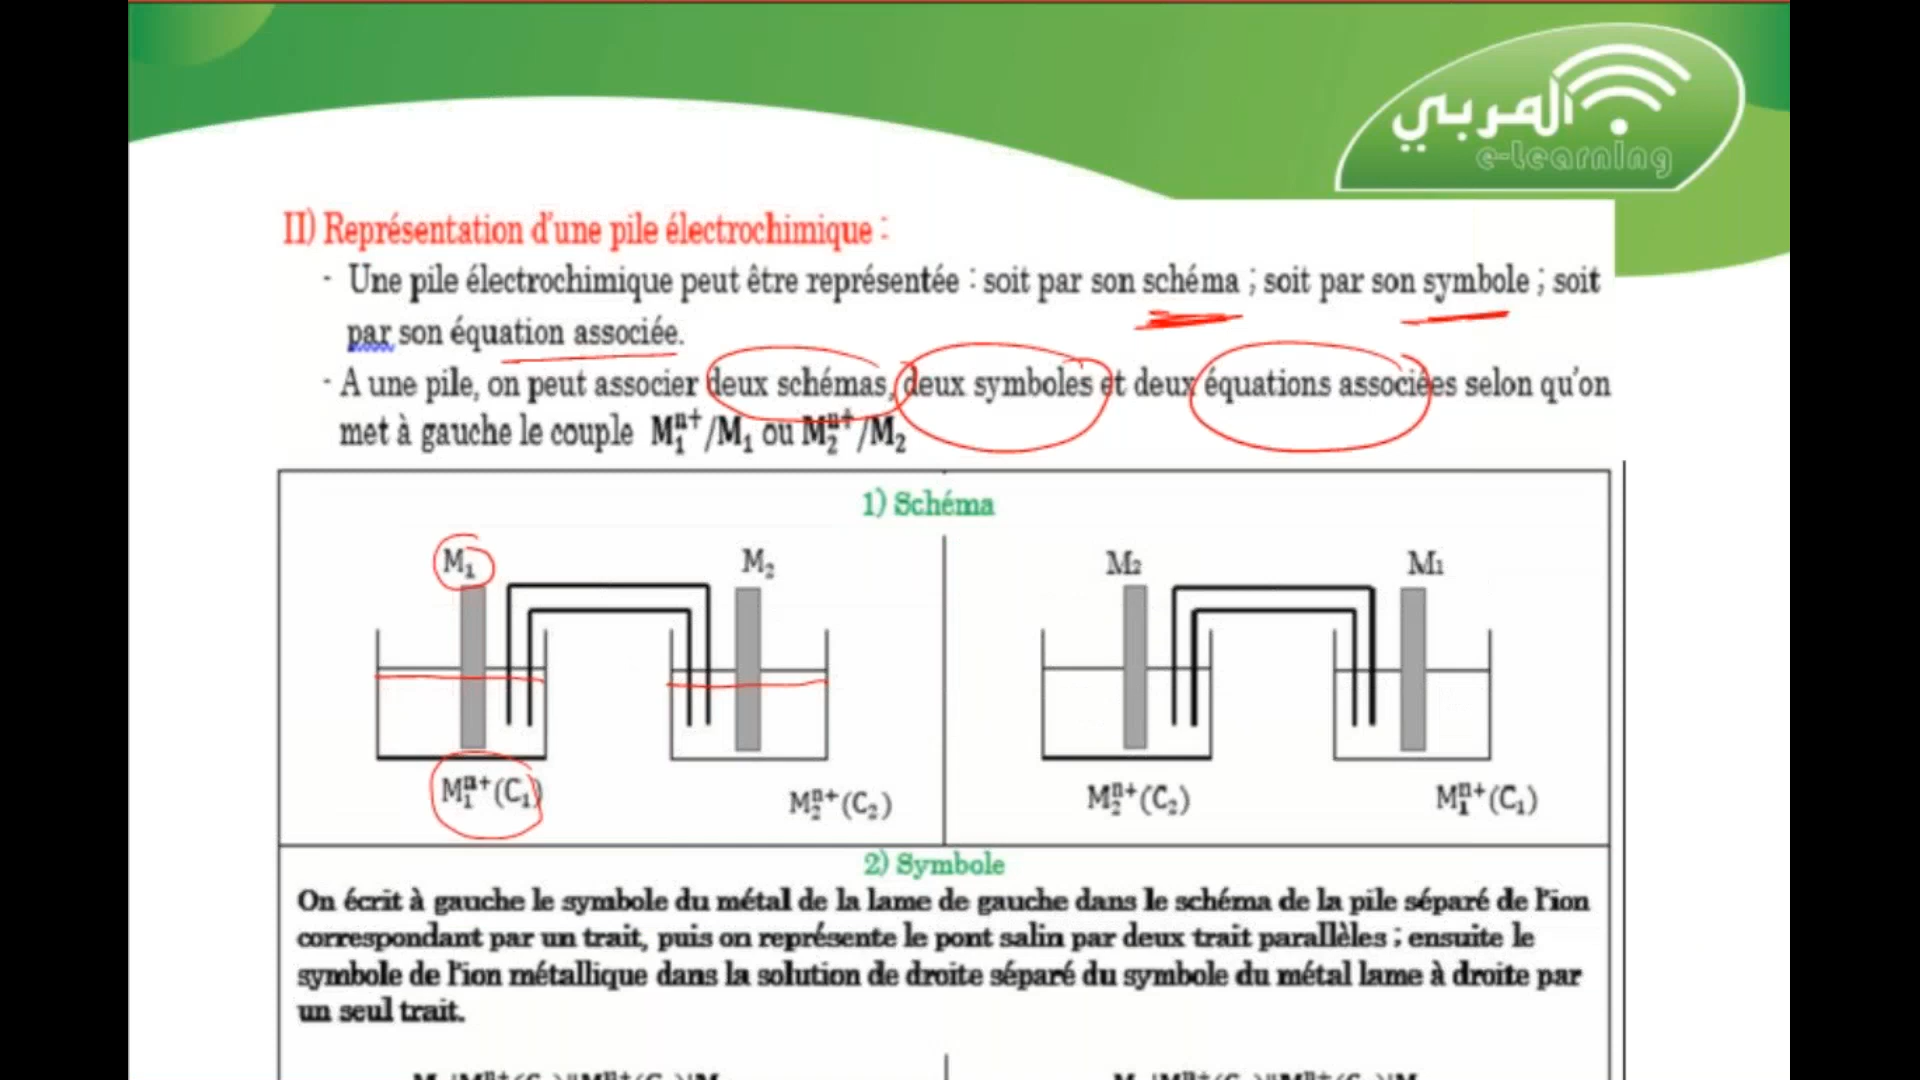 العربي
e-Learning
II) Représentation d'une pile électrochimique :
- Une pile électrochimique peut être représentée : soit par son schéma ; soit par son symbole ; soit
par son équation associée.
- A une pile, on peut associer deux schémas, deux symboles et deux équations associées selon qu'on
met à gauche le couple M₁ⁿ⁺/M₁ ou M₂ⁿ⁺/M₂
1) Schéma
M₁ M₂ M₂ M₁
M₁ⁿ⁺(C₁) M₂ⁿ⁺(C₂) M₂ⁿ⁺(C₂) M₁ⁿ⁺(C₁)
2) Symbole
On écrit à gauche le symbole du métal de la lame de gauche dans le schéma de la pile séparé de l'ion
correspondant par un trait, puis on représente le pont salin par deux trait parallèles ; ensuite le
symbole de l'ion métallique dans la solution de droite séparé du symbole du métal lame à droite par
un seul trait.